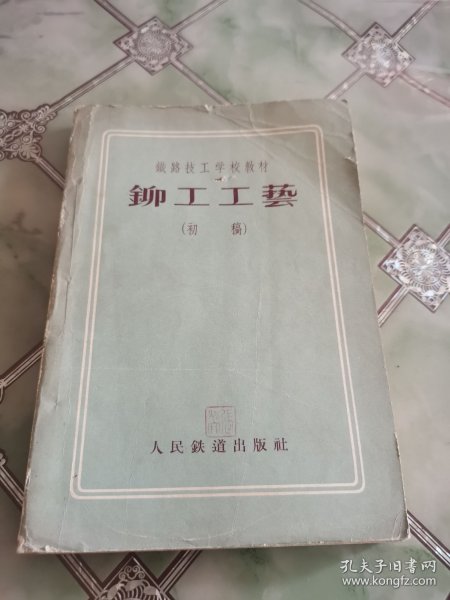 鐵路技工学校教材
鉚工工藝
(初 稿)
人民鉄道出版社
孔夫子旧书网
www.kongfz.com